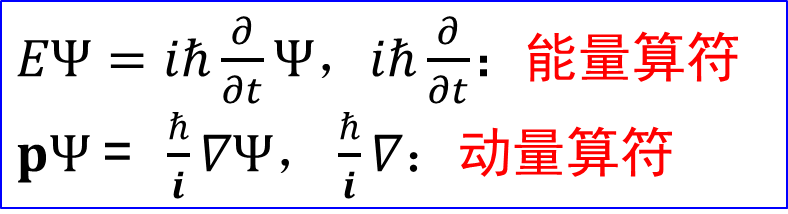 EΨ = iħ ∂/∂t Ψ，iħ ∂/∂t：能量算符
pΨ = ħ/i ∇Ψ，ħ/i ∇：动量算符